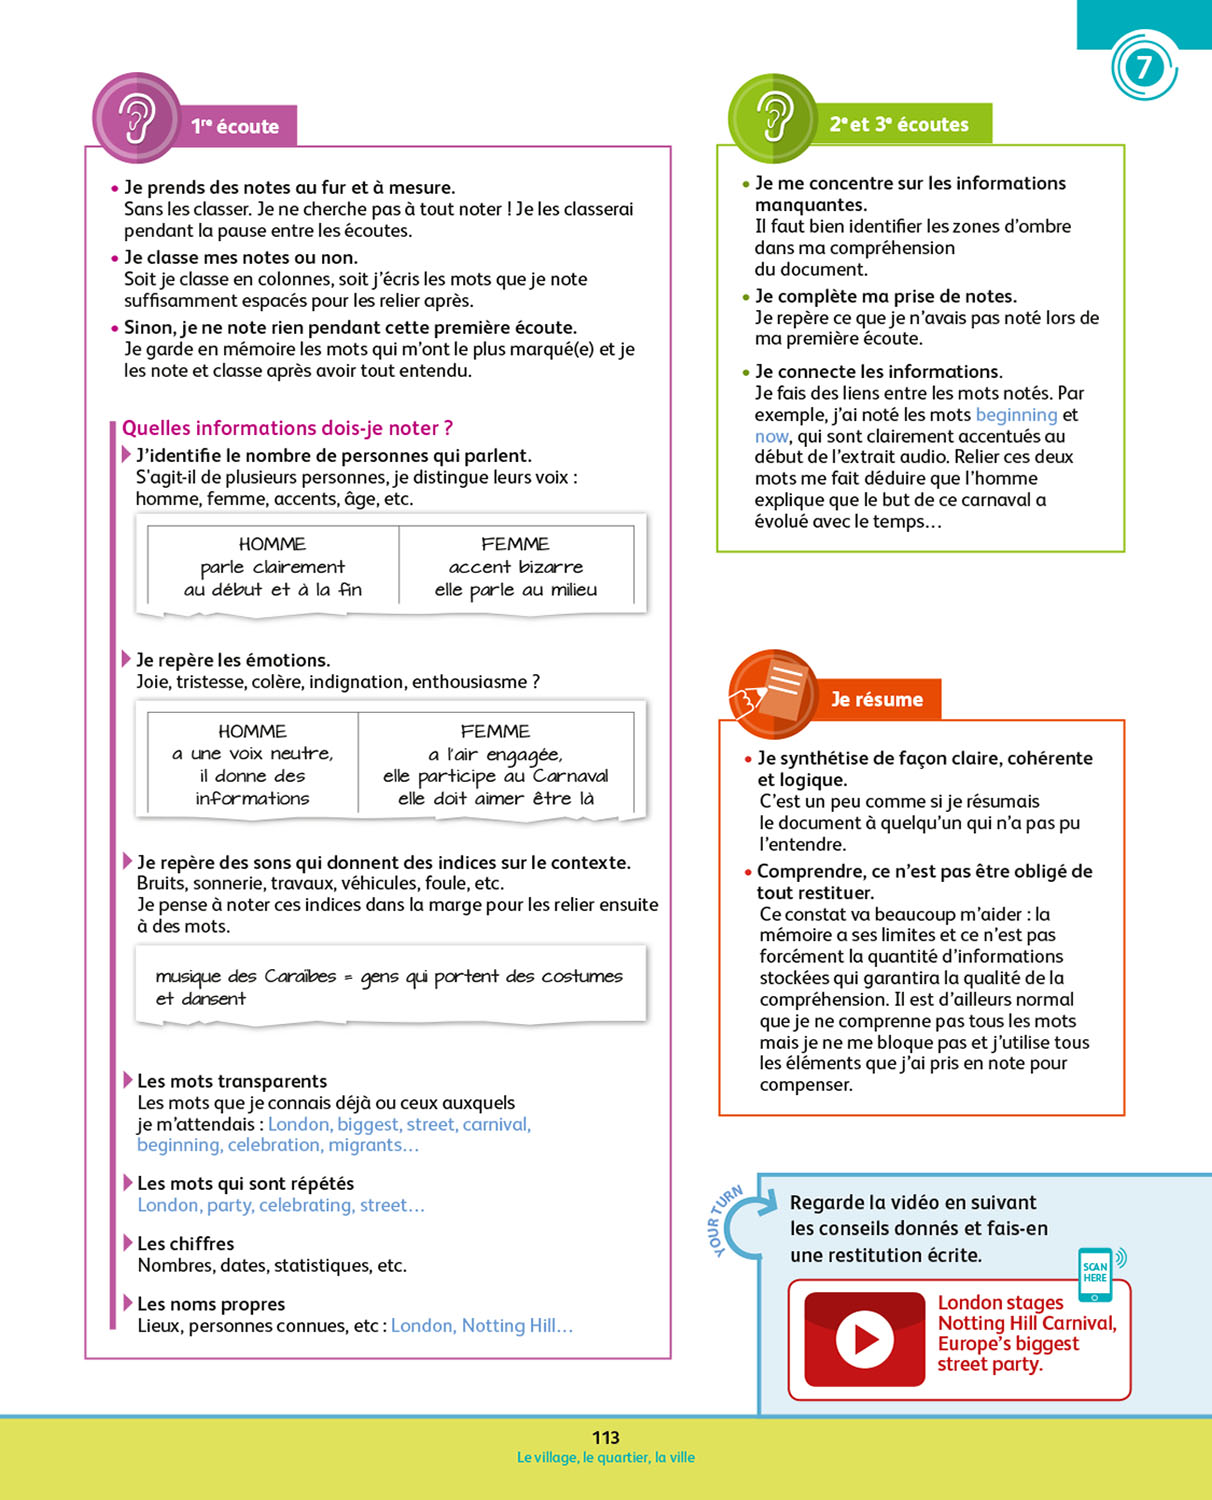 7
1re écoute
• Je prends des notes au fur et à mesure.
Sans les classer. Je ne cherche pas à tout noter ! Je les classerai
pendant la pause entre les écoutes.
• Je classe mes notes ou non.
Soit je classe en colonnes, soit j'écris les mots que je note
suffisamment espacés pour les relier après.
• Sinon, je ne note rien pendant cette première écoute.
Je garde en mémoire les mots qui m'ont le plus marqué(e) et je
les note et classe après avoir tout entendu.
Quelles informations dois-je noter ?
J'identifie le nombre de personnes qui parlent.
S'agit-il de plusieurs personnes, je distingue leurs voix :
homme, femme, accents, âge, etc.
HOMME
parle clairement
au début et à la fin
FEMME
accent bizarre
elle parle au milieu
Je repère les émotions.
Joie, tristesse, colère, indignation, enthousiasme ?
HOMME
a une voix neutre,
il donne des
informations
FEMME
a l'air engagée,
elle participe au Carnaval
elle doit aimer être là
Je repère des sons qui donnent des indices sur le contexte.
Bruits, sonnerie, travaux, véhicules, foule, etc.
Je pense à noter ces indices dans la marge pour les relier ensuite
à des mots.
musique des Caraïbes = gens qui portent des costumes
et dansent
Les mots transparents
Les mots que je connais déjà ou ceux auxquels
je m'attendais : London, biggest, street, carnival,
beginning, celebration, migrants...
Les mots qui sont répétés
London, party, celebrating, street...
Les chiffres
Nombres, dates, statistiques, etc.
Les noms propres
Lieux, personnes connues, etc : London, Notting Hill...
2e et 3e écoutes
• Je me concentre sur les informations
manquantes.
Il faut bien identifier les zones d'ombre
dans ma compréhension
du document.
• Je complète ma prise de notes.
Je repère ce que je n'avais pas noté lors de
ma première écoute.
• Je connecte les informations.
Je fais des liens entre les mots notés. Par
exemple, j'ai noté les mots beginning et
now, qui sont clairement accentués au
début de l'extrait audio. Relier ces deux
mots me fait déduire que l'homme
explique que le but de ce carnaval a
évolué avec le temps...
Je résume
• Je synthétise de façon claire, cohérente
et logique.
C'est un peu comme si je résumais
le document à quelqu'un qui n'a pas pu
l'entendre.
• Comprendre, ce n'est pas être obligé de
tout restituer.
Ce constat va beaucoup m'aider : la
mémoire a ses limites et ce n'est pas
forcément la quantité d'informations
stockées qui garantira la qualité de la
compréhension. Il est d'ailleurs normal
que je ne comprenne pas tous les mots
mais je ne me bloque pas et j'utilise tous
les éléments que j'ai pris en note pour
compenser.
YOUR TURN
Regarde la vidéo en suivant
les conseils donnés et fais-en
une restitution écrite.
SCAN
HERE
London stages
Notting Hill Carnival,
Europe's biggest
street party.
113
Le village, le quartier, la ville